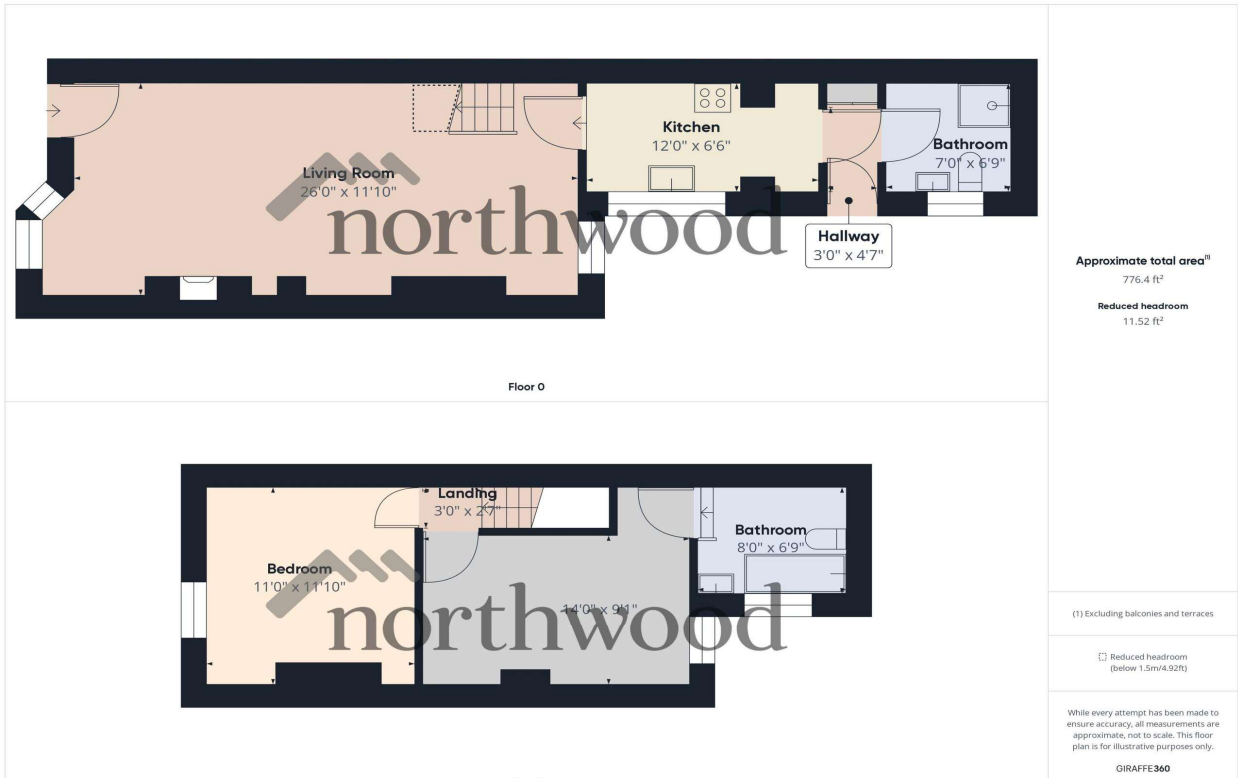 Living Room
26'0" x 11'10"
Kitchen
12'0" x 6'6"
Bathroom
7'0" x 6'9"
northwood
Hallway
3'0" x 4'7"
Floor 0
Landing
3'0" x 2'7"
Bedroom
11'0" x 11'10"
Bathroom
8'0" x 6'9"
14'0" x 9'1"
northwood
Approximate total area(1)
776.4 ft²
Reduced headroom
11.52 ft²
(1) Excluding balconies and terraces
Reduced headroom
(below 1.5m/4.92ft)
While every attempt has been made to
ensure accuracy, all measurements are
approximate, not to scale. This floor
plan is for illustrative purposes only.
GIRAFFE360